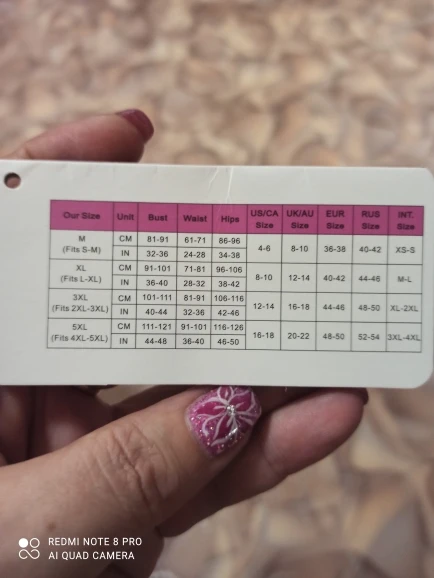 Our Size Unit Bust Waist Hips US/CA Size UK/AU Size EUR Size RUS Size INT. Size
M (Fits S-M) CM 81-91 61-71 86-96 4-6 8-10 36-38 40-42 XS-S
IN 32-36 24-28 34-38
XL (Fits L-XL) CM 91-101 71-81 96-106 8-10 12-14 40-42 44-46 M-L
IN 36-40 28-32 38-42
3XL (Fits 2XL-3XL) CM 101-111 81-91 106-116 12-14 16-18 44-46 48-50 XL-2XL
IN 40-44 32-36 42-46
5XL (Fits 4XL-5XL) CM 111-121 91-101 116-126 16-18 20-22 48-50 52-54 3XL-4XL
IN 44-48 36-40 46-50
REDMI NOTE 8 PRO
AI QUAD CAMERA